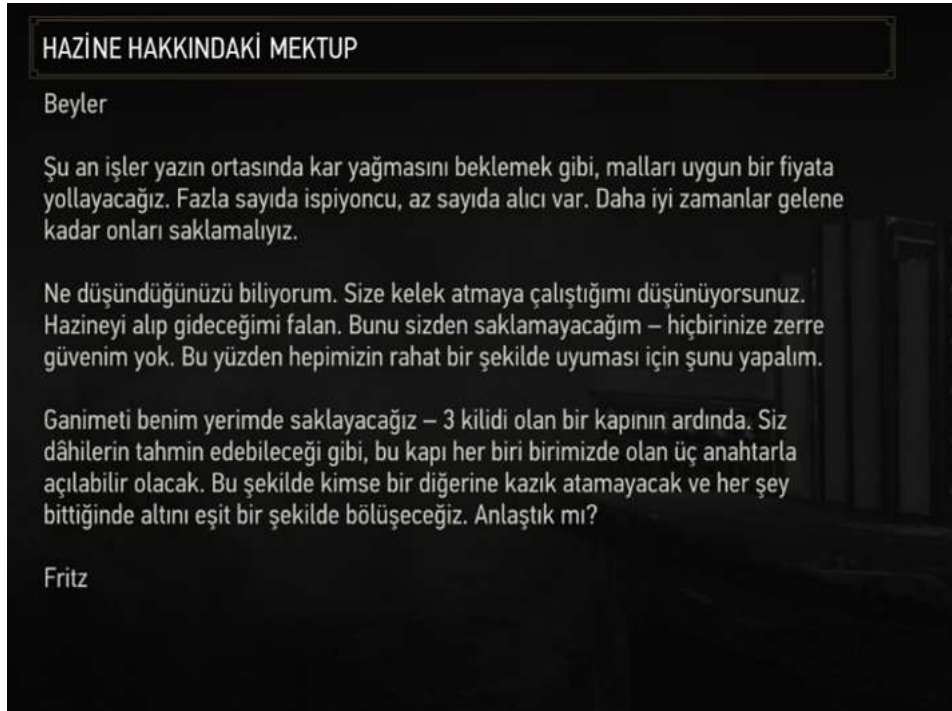 HAZİNE HAKKINDAKİ MEKTUP
Beyler
Şu an işler yazın ortasında kar yağmasını beklemek gibi, malları uygun bir fiyata
yollayacağız. Fazla sayıda ispiyoncu, az sayıda alıcı var. Daha iyi zamanlar gelene
kadar onları saklamalıyız.
Ne düşündüğünüzü biliyorum. Size kelek atmaya çalıştığımı düşünüyorsunuz.
Hazineyi alıp gideceğimi falan. Bunu sizden saklamayacağım – hiçbirinize zerre
güvenim yok. Bu yüzden hepimizin rahat bir şekilde uyuması için şunu yapalım.
Ganimeti benim yerimde saklayacağız – 3 kilidi olan bir kapının ardında. Siz
dâhilerin tahmin edebileceği gibi, bu kapı her biri birimizde olan üç anahtarla
açılabilir olacak. Bu şekilde kimse bir diğerine kazık atamayacak ve her şey
bittiğinde altını eşit bir şekilde bölüşeceğiz. Anlaştık mı?
Fritz